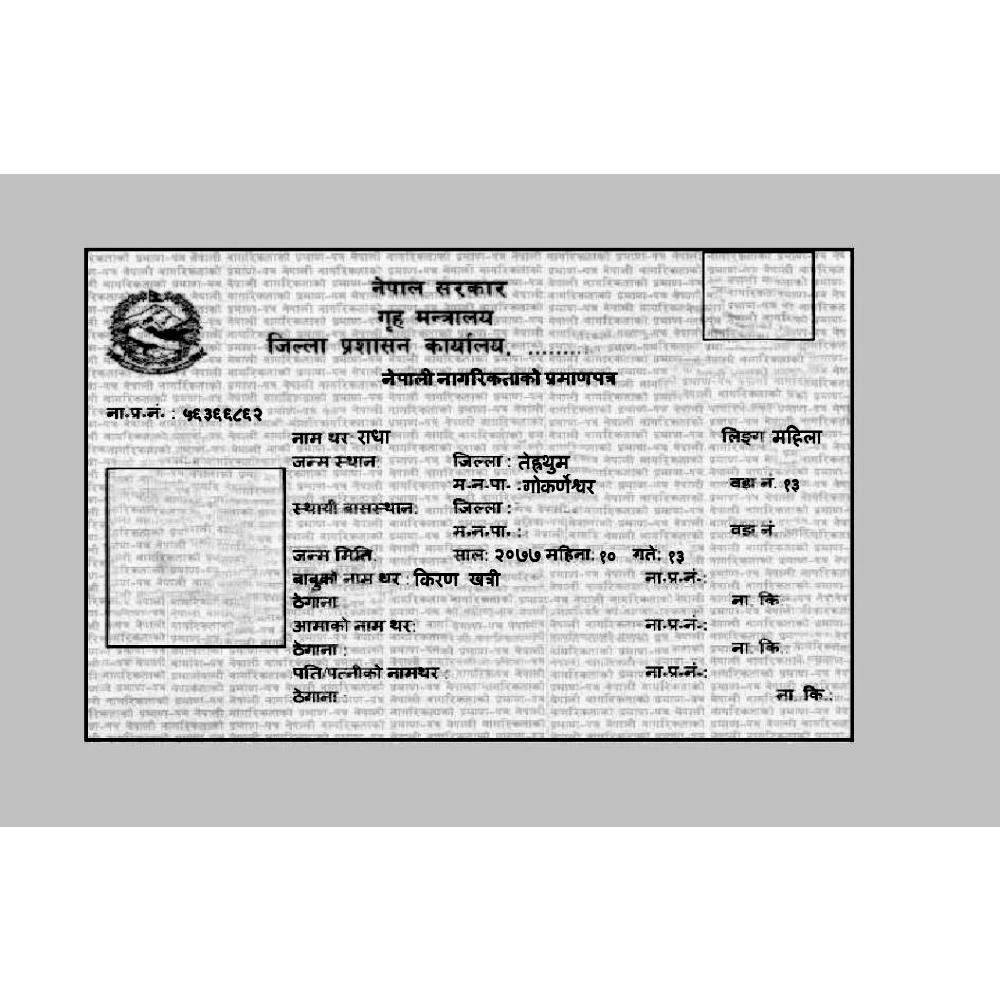 नेपाल सरकार
गृह मन्त्रालय
जिल्ला प्रशासन कार्यालय, .........
नेपाली नागरिकताको प्रमाणपत्र
ना.प्र.नं. : ५६३६६८६२
नाम थर: राधा लिङ्ग महिला
जन्म स्थान: जिल्ला : तेह्रथुम
म.न.पा. : गोकर्णेश्वर वडा नं. १३
स्थायी बासस्थान: जिल्ला :
म.न.पा. : वडा नं.
जन्म मिति: साल: २०७७ महिना: १० गते: १३
बाबुको नाम थर : किरण खत्री ना.प्र.नं.:
ठेगाना: ना. कि.:
आमाको नाम थर: ना.प्र.नं.:
ठेगाना : ना. कि.:
पति/पत्नीको नामथर : ना.प्र.नं.:
ठेगाना : ना. कि.: